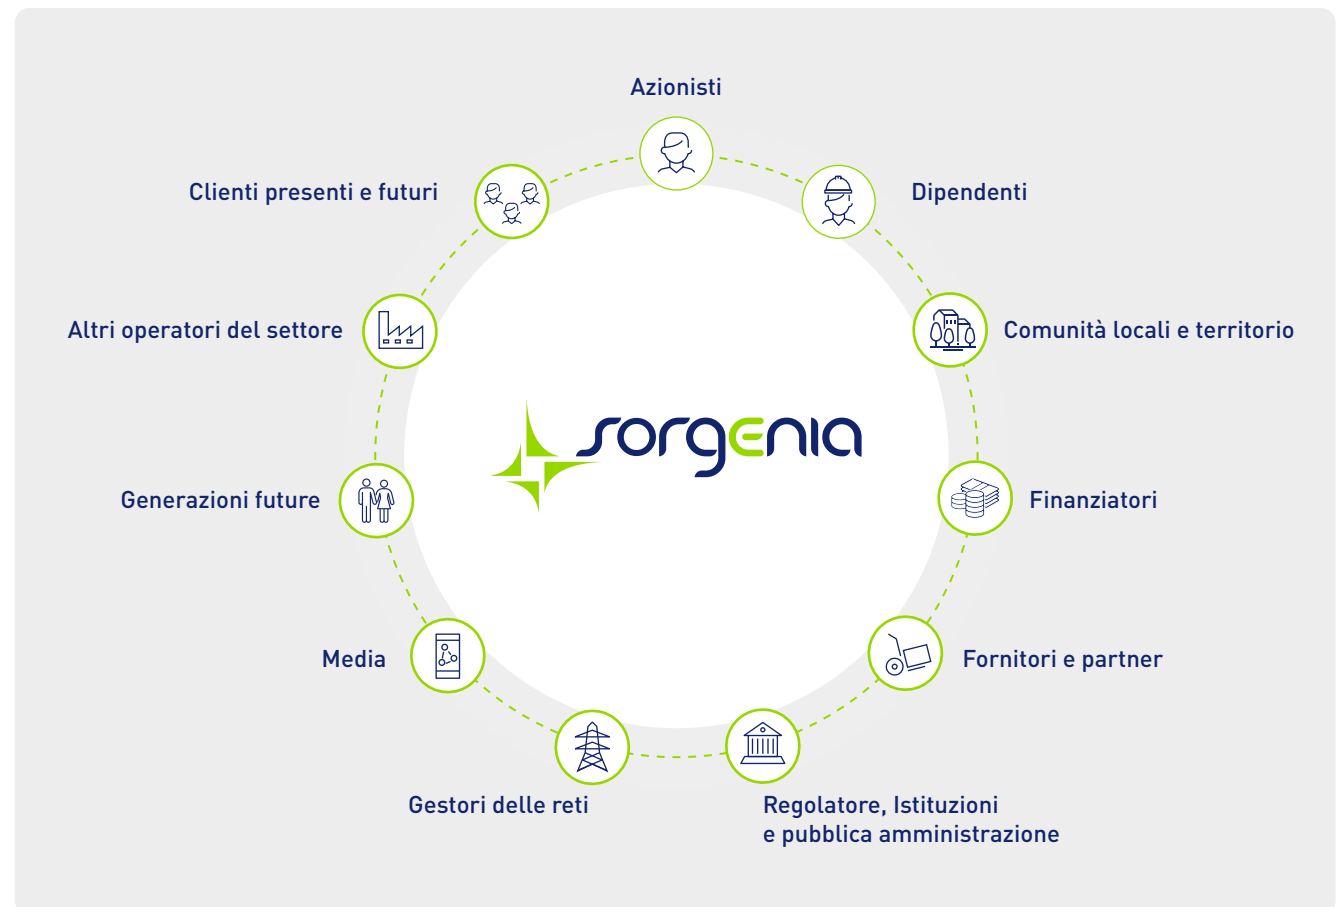 Azionisti
Clienti presenti e futuri
Dipendenti
Altri operatori del settore
Comunità locali e territorio
sorgenia
Generazioni future
Finanziatori
Media
Fornitori e partner
Gestori delle reti
Regolatore, Istituzioni
e pubblica amministrazione